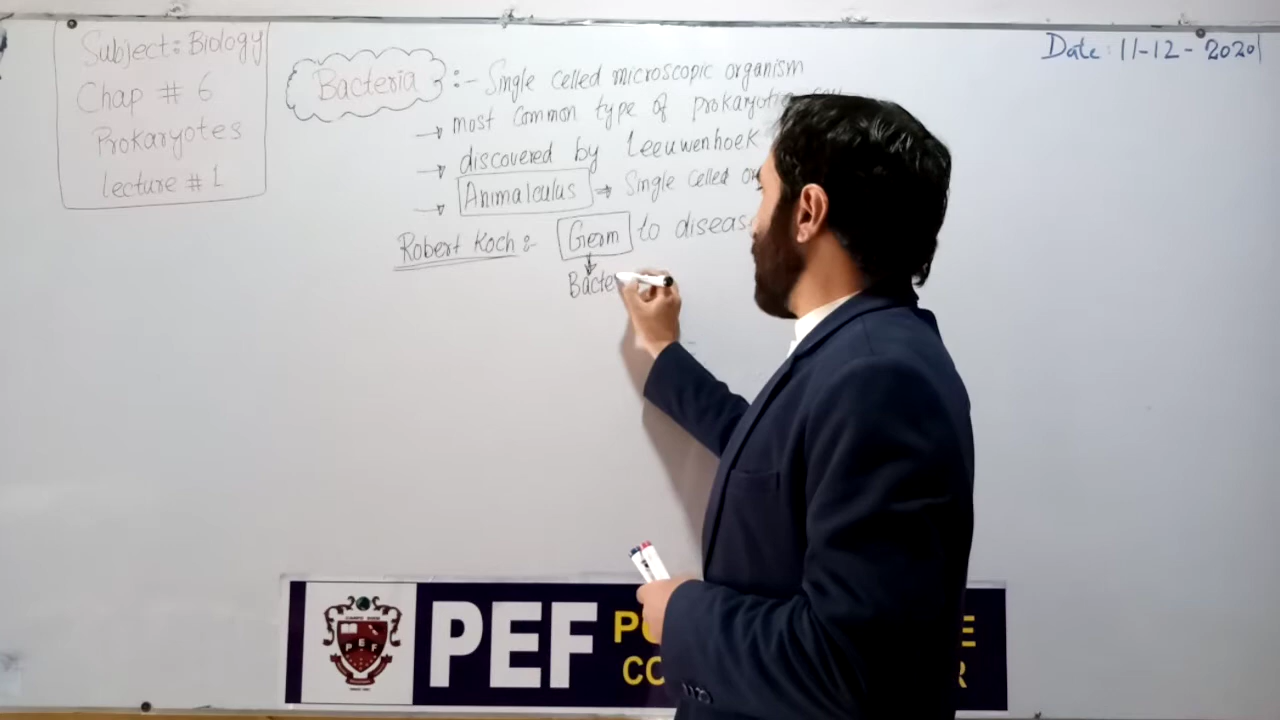 Subject: Biology
Chap # 6
Prokaryotes
lecture # 1
Bacteria :- Single celled microscopic organism
→ most common type of prokaryotic
→ discovered by Leeuwenhoek
→ Animalculus ⇒ Single celled
Robert Koch :- Germ to diseas
Bacte
Date: 11-12-2020
PEF